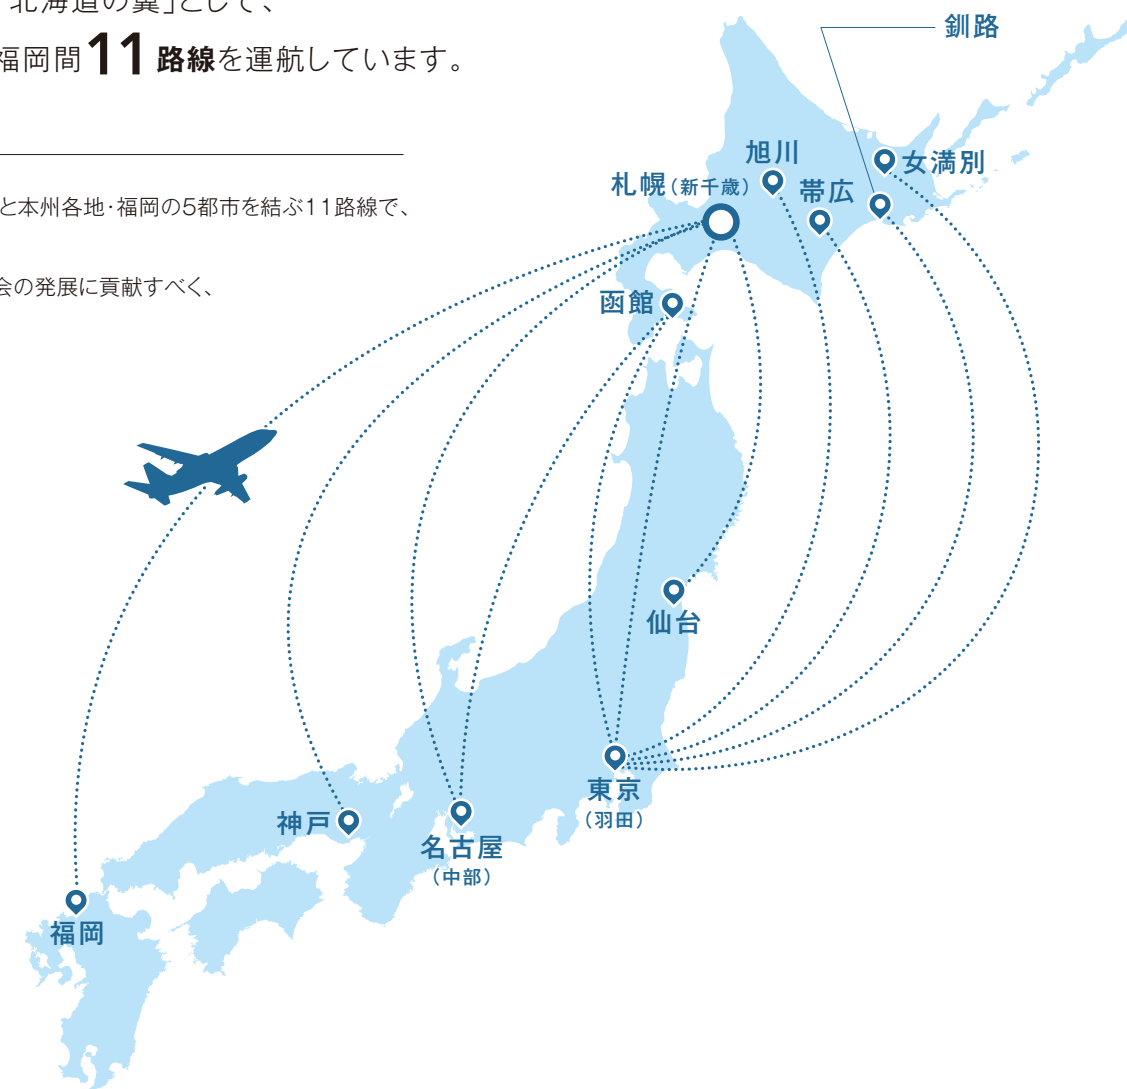 北海道の翼」として、
福岡間11路線を運航しています。
と本州各地・福岡の5都市を結ぶ11路線で、
会の発展に貢献すべく、
釧路
旭川
女満別
札幌(新千歳)
帯広
函館
仙台
東京
(羽田)
神戸
名古屋
(中部)
福岡